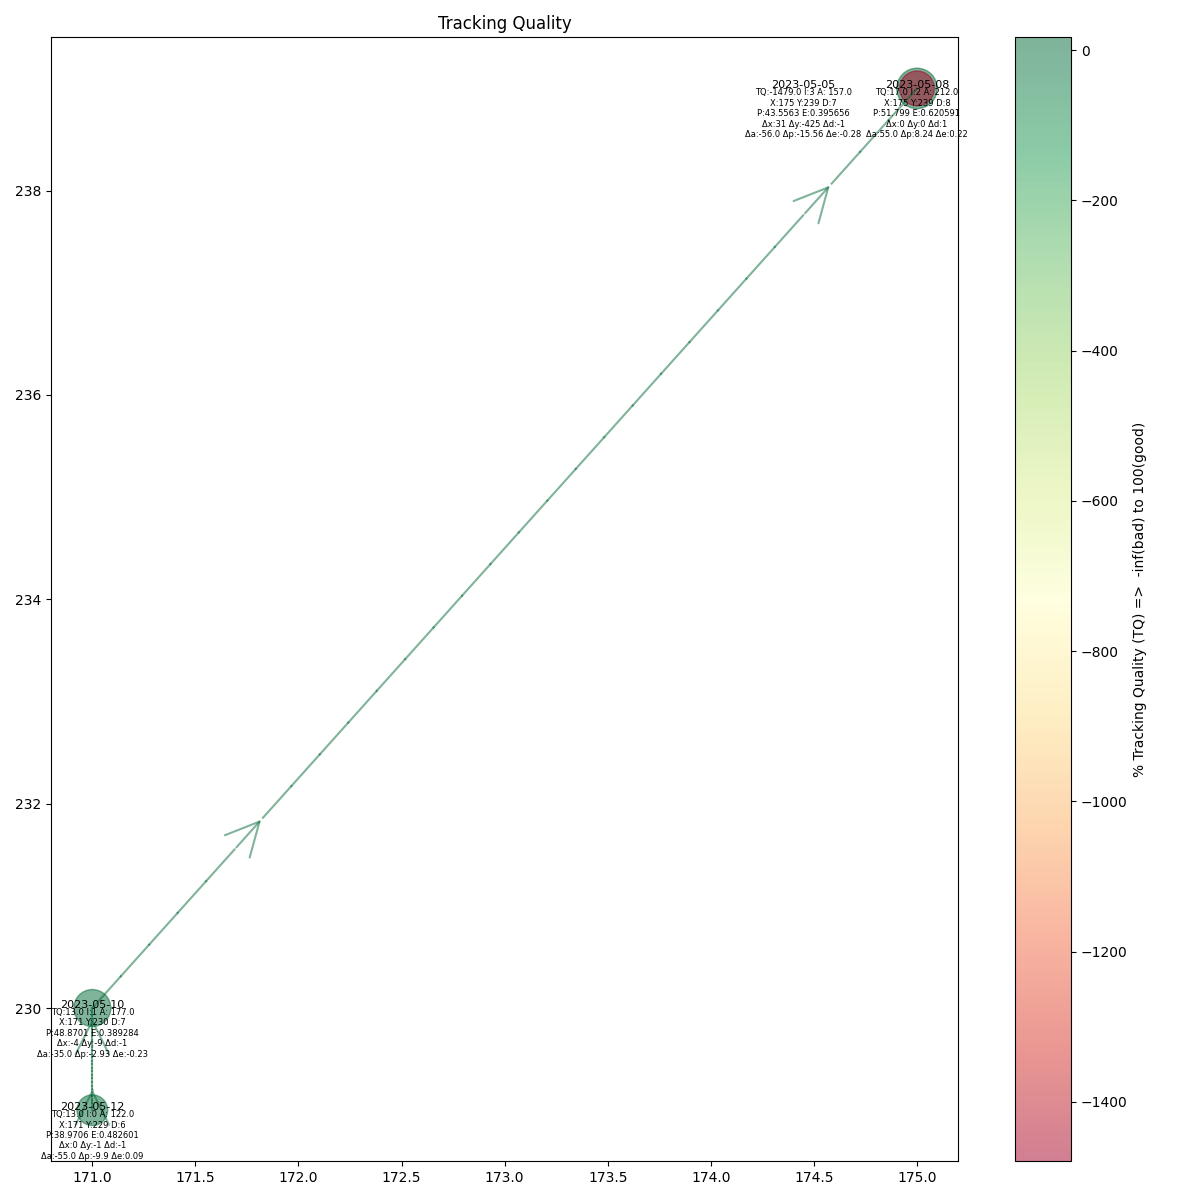 Tracking Quality
2023-05-05
TQ:-1479.0 I:3 A: 157.0
X:175 Y:239 D:7
P:43.5563 E:0.395656
Δx:31 Δy:-425 Δd:-1
Δa:-56.0 Δp:-15.56 Δe:-0.28
2023-05-08
TQ:17.0 I:2 A: 212.0
X:175 Y:239 D:8
P:51.799 E:0.620591
Δx:0 Δy:0 Δd:1
Δa:55.0 Δp:8.24 Δe:0.22
2023-05-10
TQ:13.0 I:1 A: 177.0
X:171 Y:230 D:7
P:48.8701 E:0.389284
Δx:-4 Δy:-9 Δd:-1
Δa:-35.0 Δp:-2.93 Δe:-0.23
2023-05-12
TQ:13.0 I:0 A: 122.0
X:171 Y:229 D:6
P:38.9706 E:0.482601
Δx:0 Δy:-1 Δd:-1
Δa:-55.0 Δp:-9.9 Δe:0.09
238
236
234
232
230
171.0 171.5 172.0 172.5 173.0 173.5 174.0 174.5 175.0
0
−200
−400
−600
−800
−1000
−1200
−1400
% Tracking Quality (TQ) => -inf(bad) to 100(good)